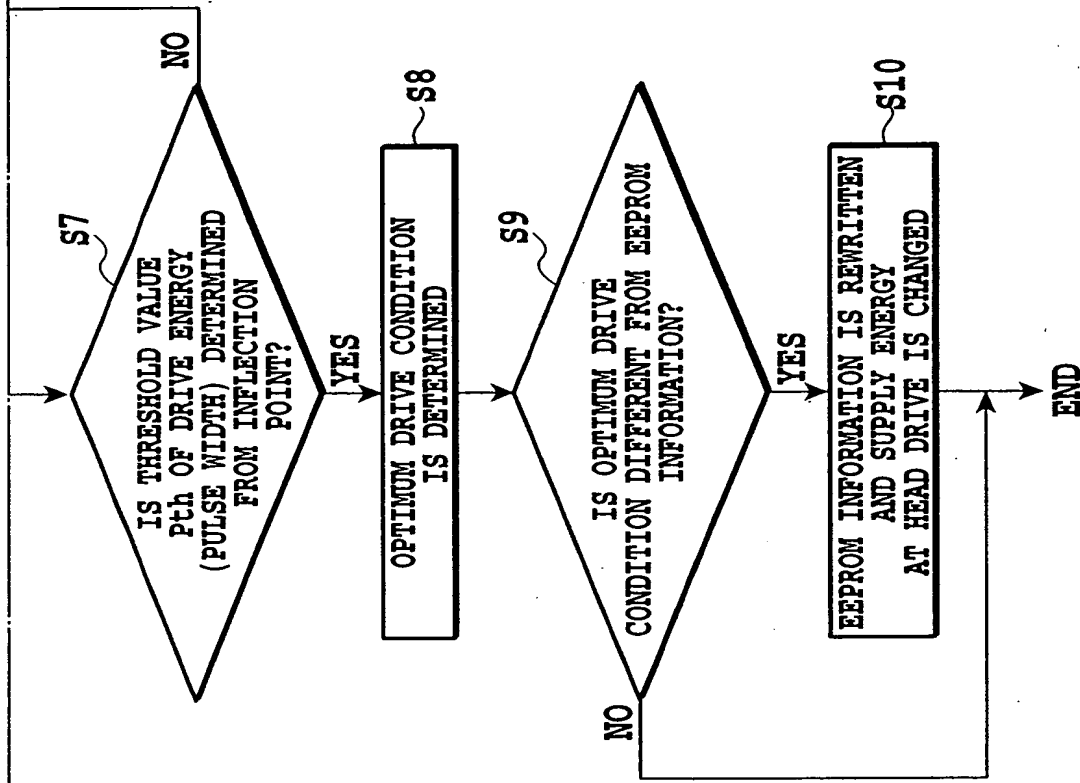 S7
IS THRESHOLD VALUE
Pth OF DRIVE ENERGY
(PULSE WIDTH) DETERMINED
FROM INFLECTION
POINT?
NO
YES
S8
OPTIMUM DRIVE CONDITION
IS DETERMINED
S9
IS OPTIMUM DRIVE
CONDITION DIFFERENT FROM EEPROM
INFORMATION?
NO
YES
S10
EEPROM INFORMATION IS REWRITTEN
AND SUPPLY ENERGY
AT HEAD DRIVE IS CHANGED
END